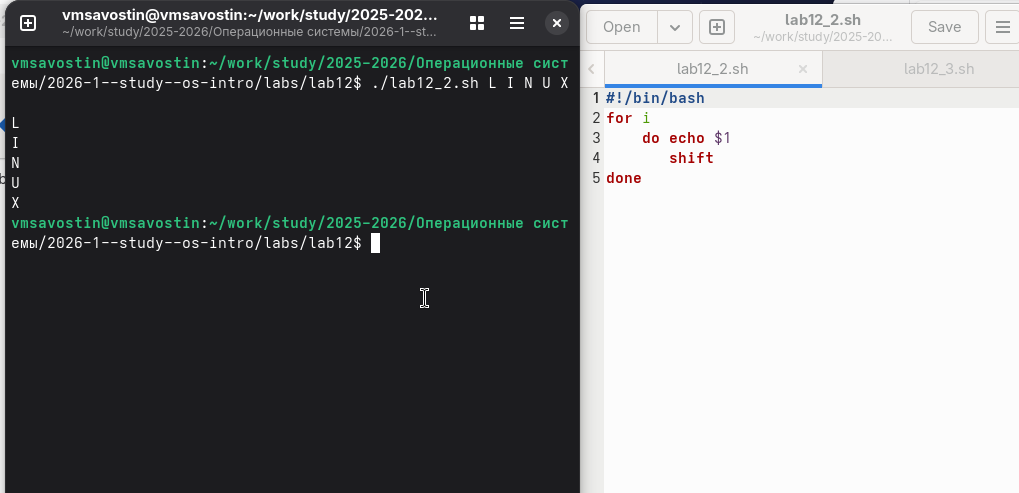 vmsavostin@vmsavostin:~/work/study/2025-202...
~/work/study/2025-2026/Операционные системы/2026-1--st...
vmsavostin@vmsavostin:~/work/study/2025-2026/Операционные сист
емы/2026-1--study--os-intro/labs/lab12$ ./lab12_2.sh L I N U X
L
I
N
U
X
vmsavostin@vmsavostin:~/work/study/2025-2026/Операционные сист
емы/2026-1--study--os-intro/labs/lab12$
Open
lab12_2.sh
~/work/study/2025-20...
Save
lab12_2.sh
lab12_3.sh
1 #!/bin/bash
2 for i
3     do echo $1
4        shift
5 done